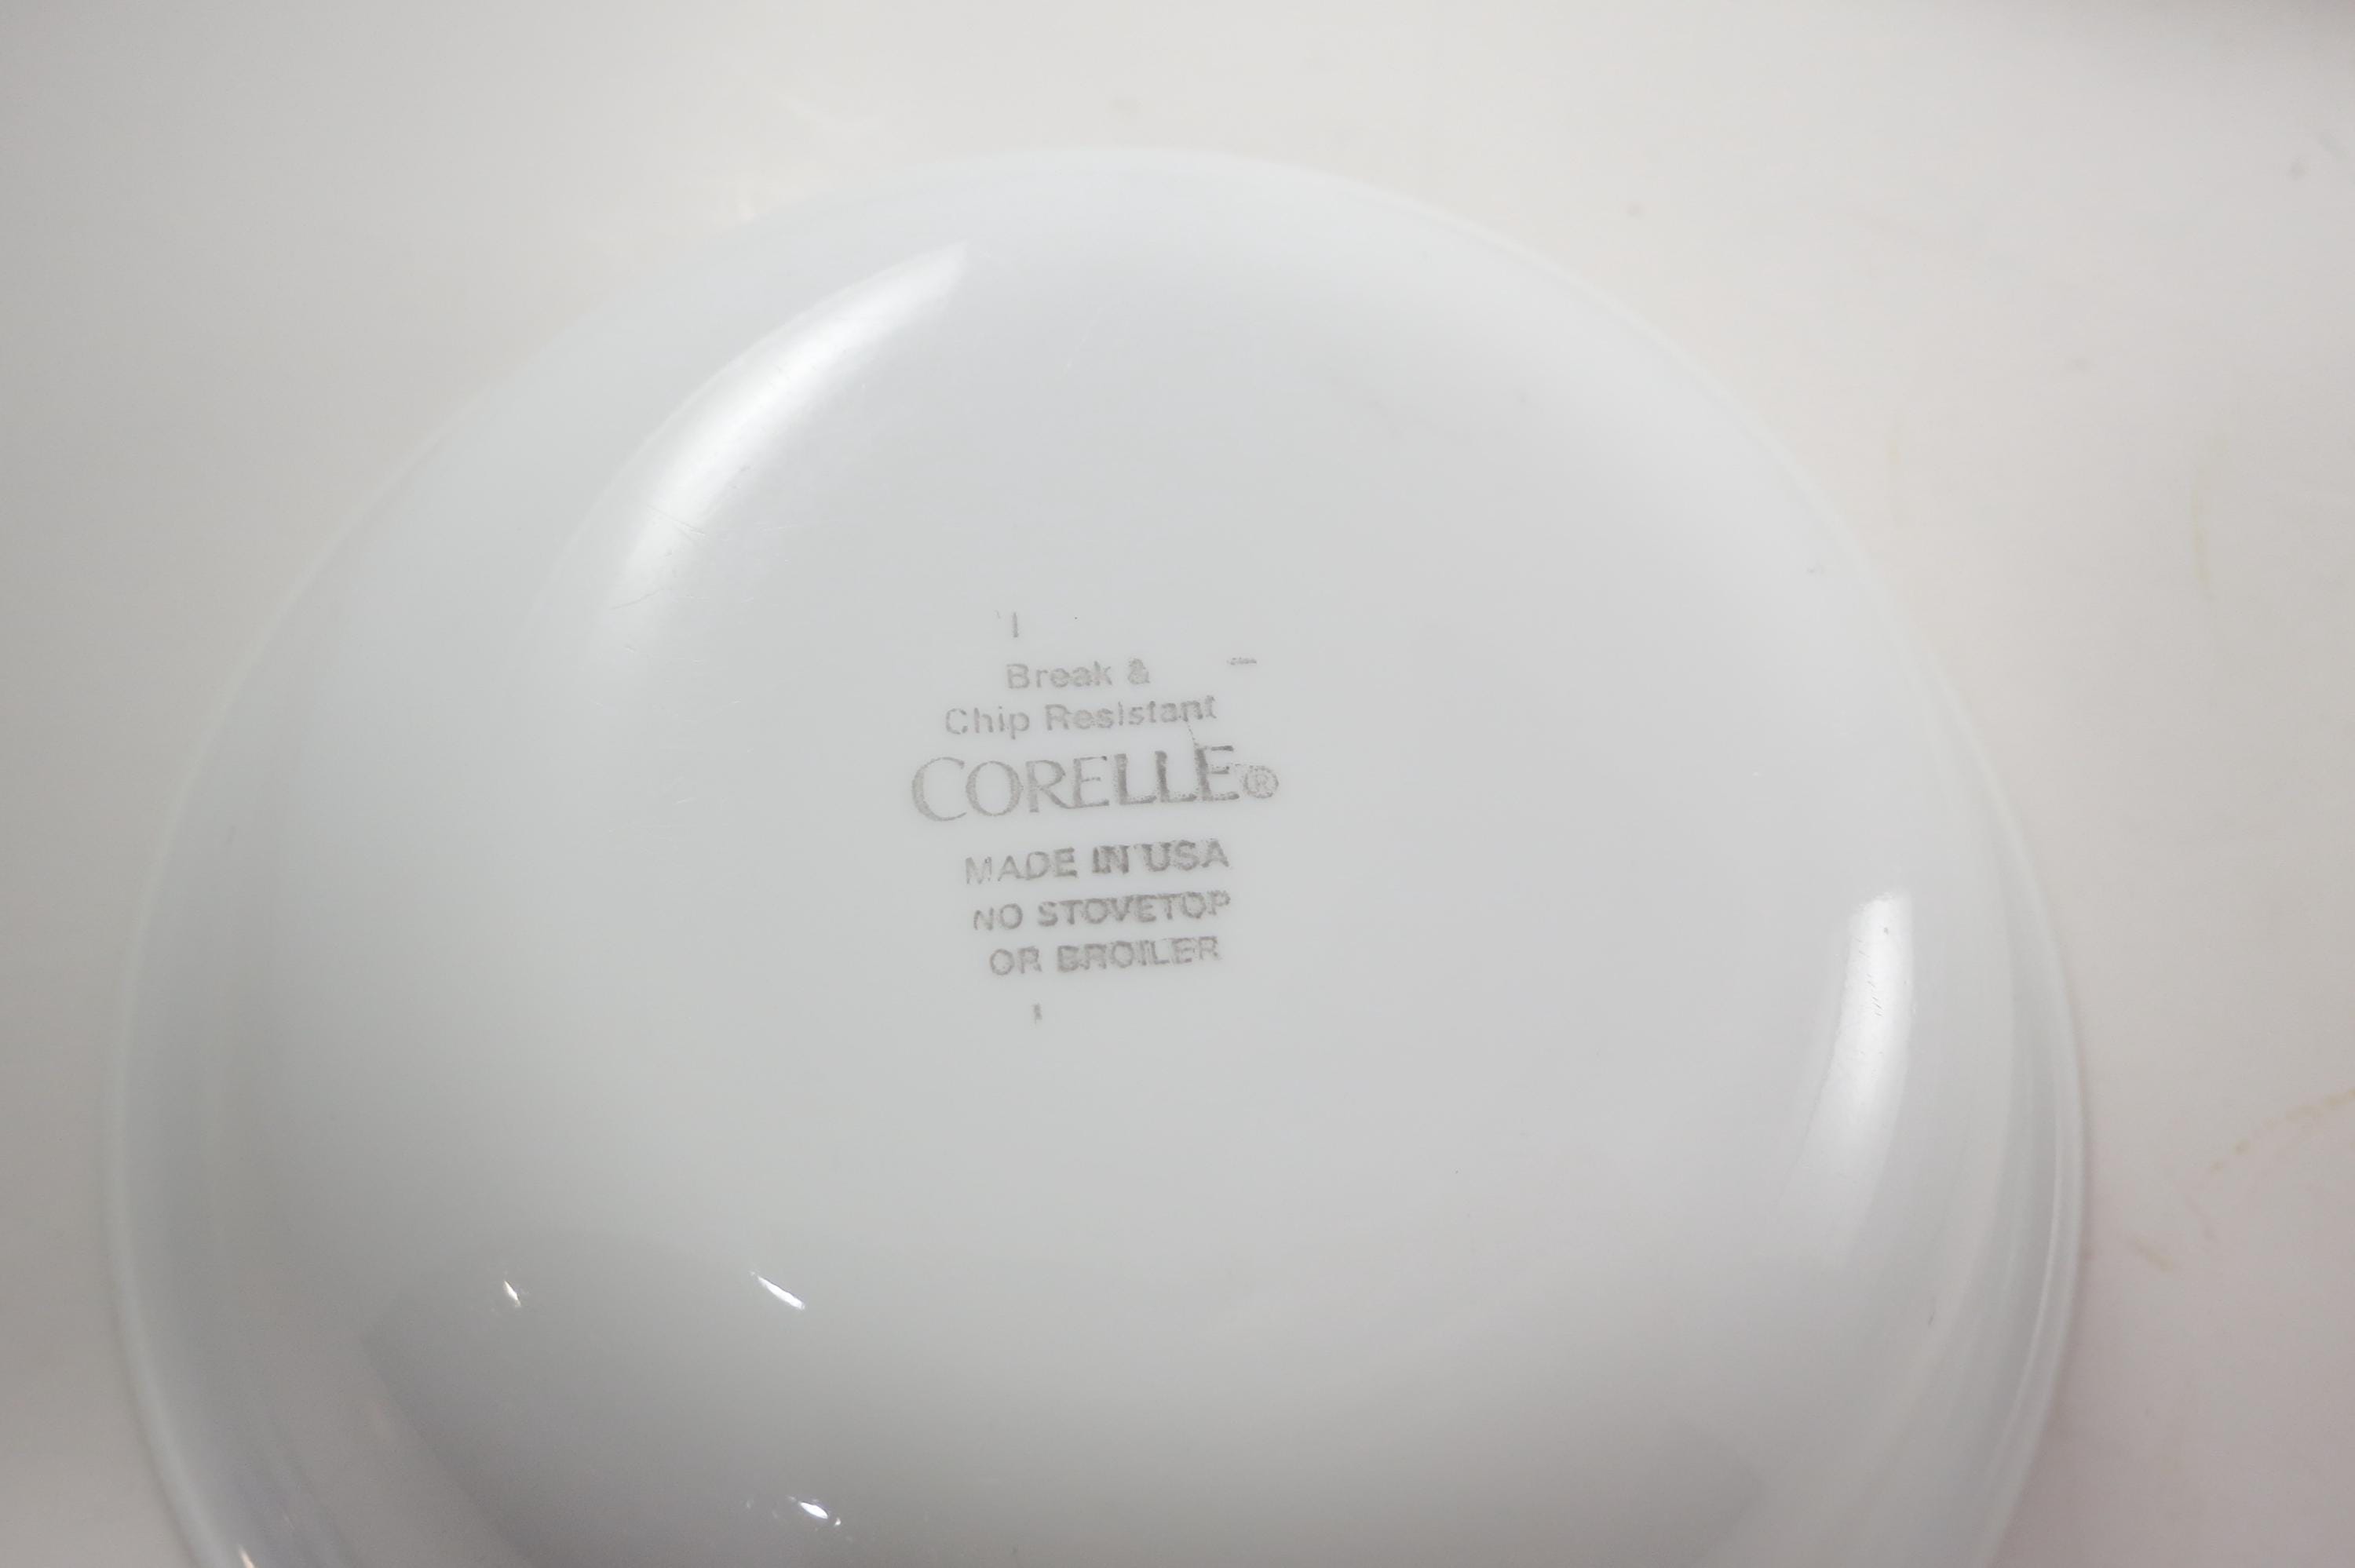 Break &
Chip Resistant
CORELLE®
MADE IN USA
NO STOVETOP
OR BROILER